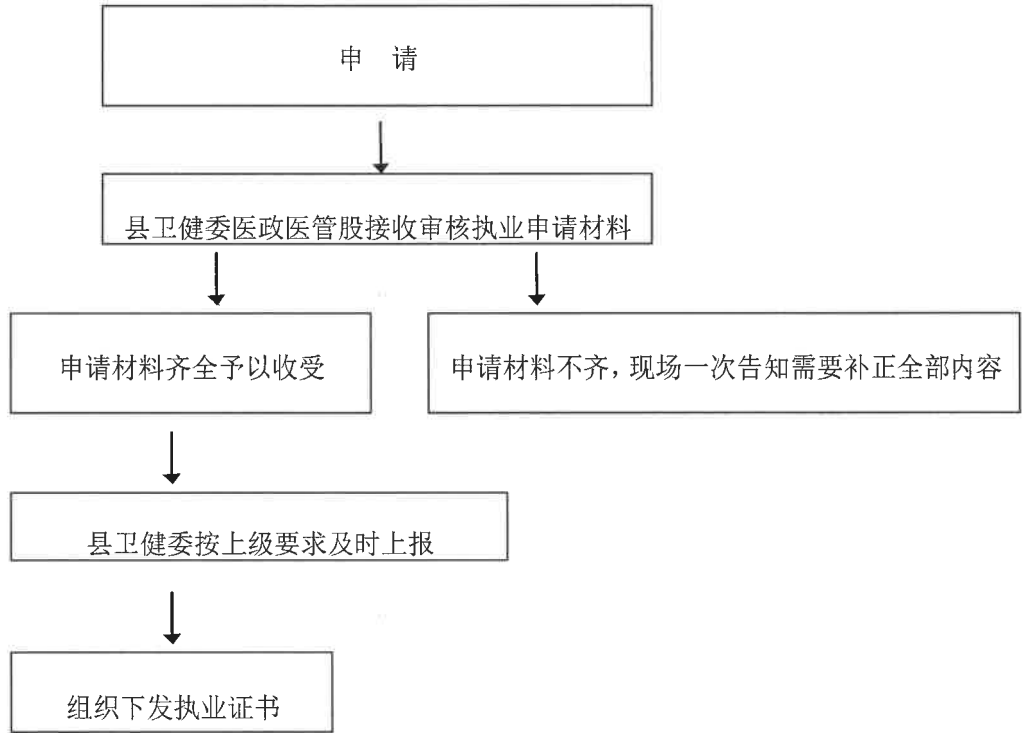 申 请
县卫健委医政医管股接收审核执业申请材料
申请材料齐全予以收受
申请材料不齐，现场一次告知需要补正全部内容
县卫健委按上级要求及时上报
组织下发执业证书